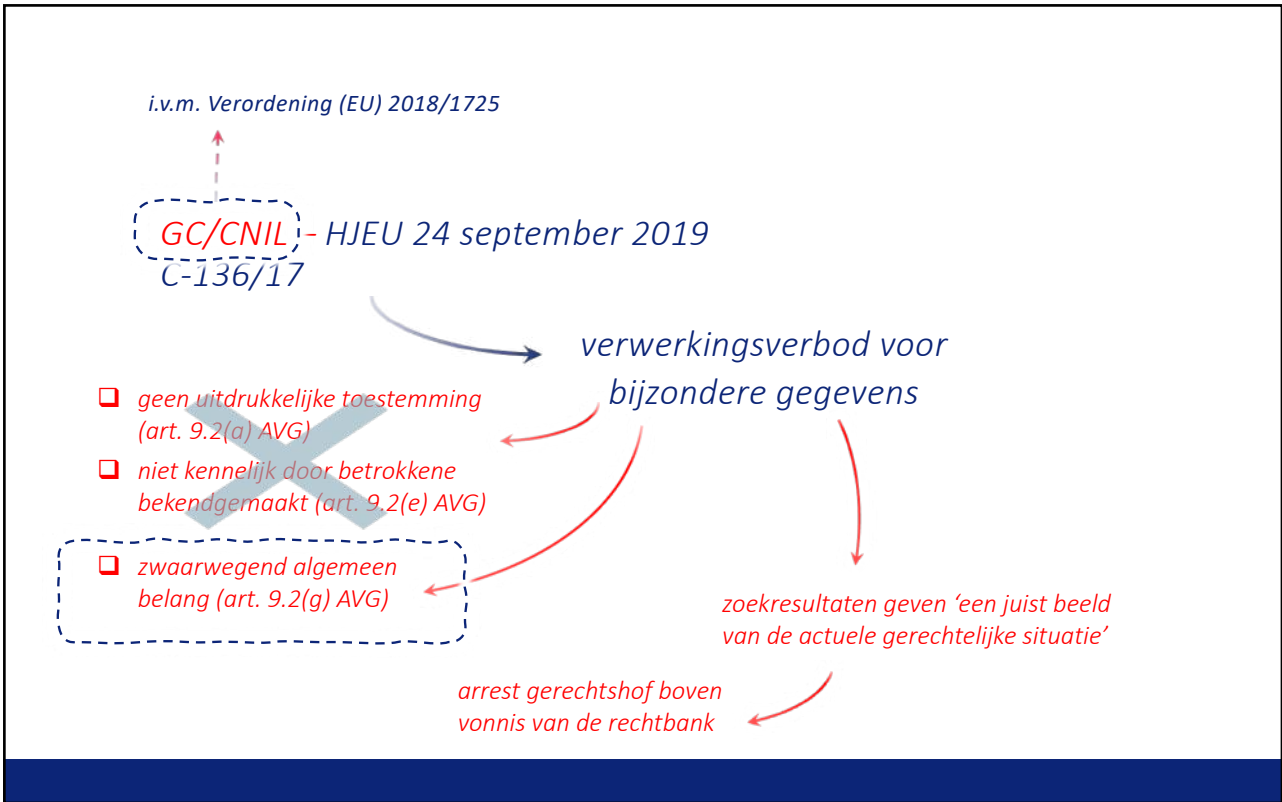 i.v.m. Verordening (EU) 2018/1725
GC/CNIL - HJEU 24 september 2019
C-136/17
verwerkingsverbod voor
bijzondere gegevens
geen uitdrukkelijke toestemming
(art. 9.2(a) AVG)
niet kennelijk door betrokkene
bekendgemaakt (art. 9.2(e) AVG)
zwaarwegend algemeen
belang (art. 9.2(g) AVG)
zoekresultaten geven ‘een juist beeld
van de actuele gerechtelijke situatie’
arrest gerechtshof boven
vonnis van de rechtbank